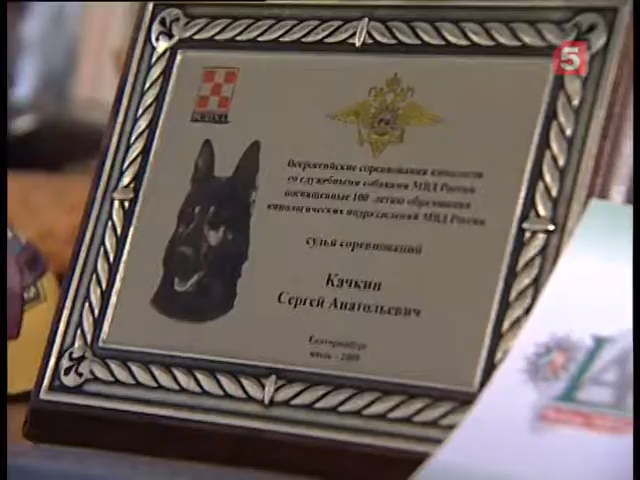 5
PURINA
Всероссийские соревнования кинологов
со служебными собаками МВД России
посвященные 100-летию образования
кинологических подразделений МВД России
судья соревнований
Качкин
Сергей Анатольевич
Екатеринбург
июль - 2009